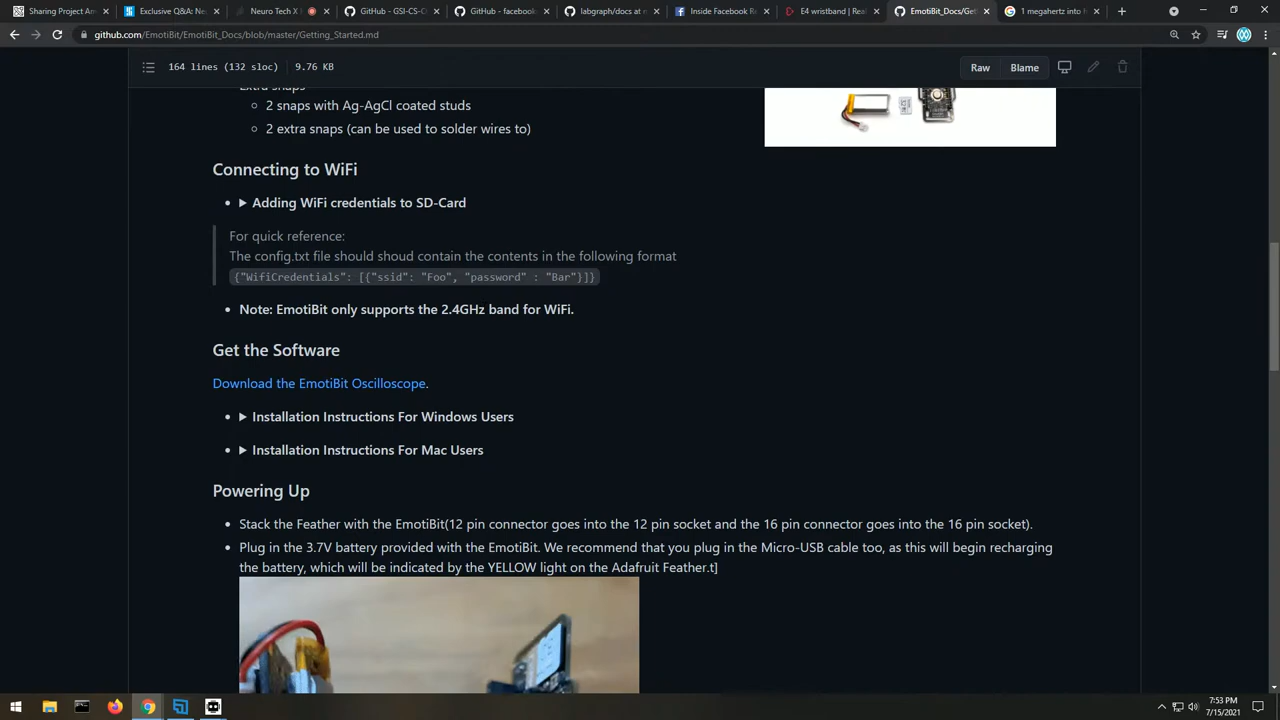 Sharing Project Am
Exclusive Q&A: Ne
Neuro Tech X
GitHub - GSI-CS-C
GitHub - facebook
labgraph/docs at m
Inside Facebook Re
E4 wristband | Real
EmotiBit_Docs/Get
1 megahertz into h
github.com/EmotiBit/EmotiBit_Docs/blob/master/Getting_Started.md
164 lines (132 sloc) 9.76 KB
Raw Blame
Extra snaps
2 snaps with Ag-AgCl coated studs
2 extra snaps (can be used to solder wires to)
Connecting to WiFi
Adding WiFi credentials to SD-Card
For quick reference:
The config.txt file should shoud contain the contents in the following format
{"WifiCredentials": [{"ssid": "Foo", "password" : "Bar"}]}
Note: EmotiBit only supports the 2.4GHz band for WiFi.
Get the Software
Download the EmotiBit Oscilloscope.
Installation Instructions For Windows Users
Installation Instructions For Mac Users
Powering Up
Stack the Feather with the EmotiBit(12 pin connector goes into the 12 pin socket and the 16 pin connector goes into the 16 pin socket).
Plug in the 3.7V battery provided with the EmotiBit. We recommend that you plug in the Micro-USB cable too, as this will begin recharging
the battery, which will be indicated by the YELLOW light on the Adafruit Feather.t]
7:53 PM
7/15/2021